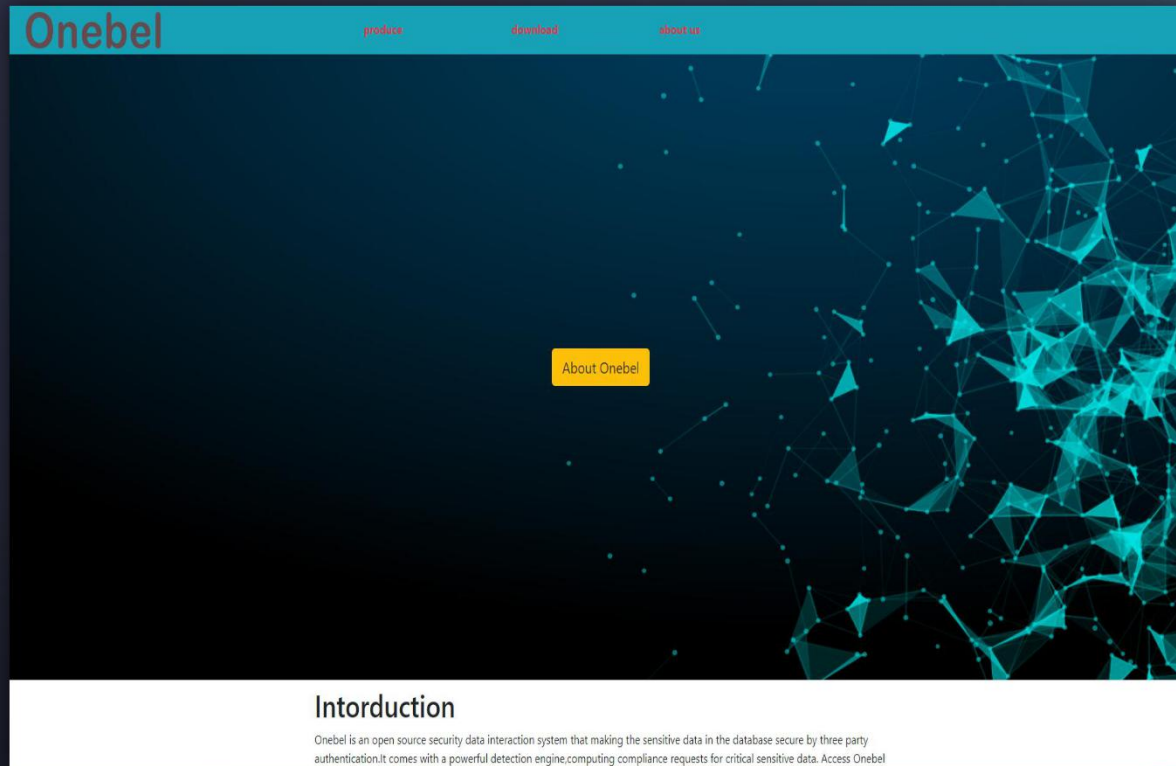 Onebel
produce download about us
About Onebel
Intorduction
Onebel is an open source security data interaction system that making the sensitive data in the database secure by three party
authentication.It comes with a powerful detection engine,computing compliance requests for critical sensitive data. Access Onebel